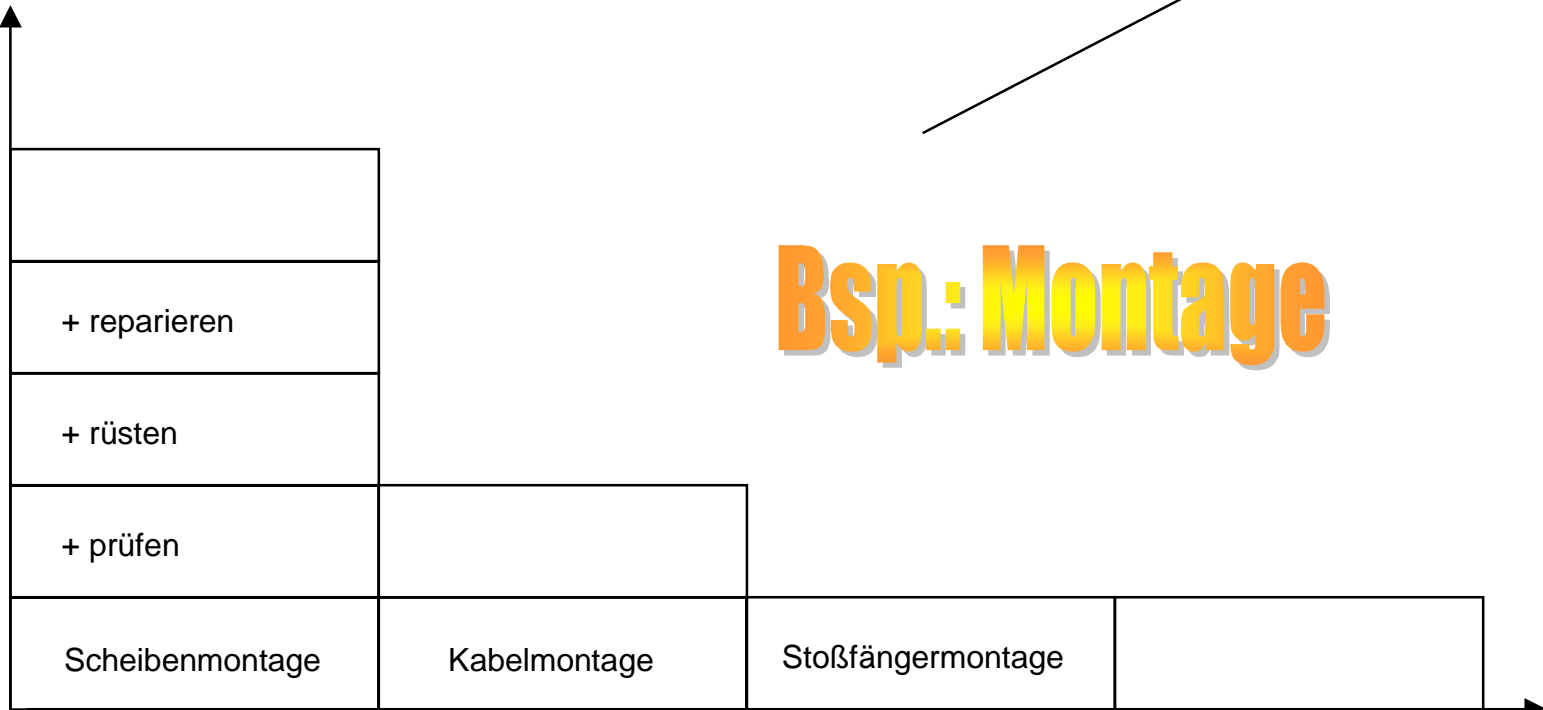 Bsp.: Montage
+ reparieren
+ rüsten
+ prüfen
Scheibenmontage
Kabelmontage
Stoßfängermontage